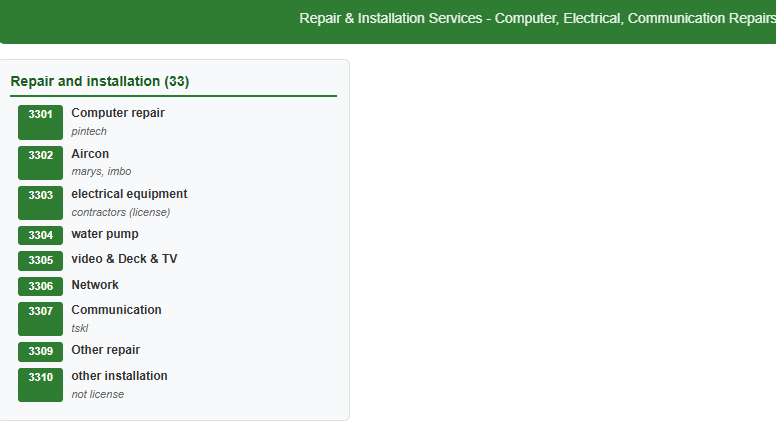 Repair & Installation Services - Computer, Electrical, Communication Repairs
Repair and installation (33)
3301 Computer repair
pintech
3302 Aircon
marys, imbo
3303 electrical equipment
contractors (license)
3304 water pump
3305 video & Deck & TV
3306 Network
3307 Communication
tskl
3309 Other repair
3310 other installation
not license